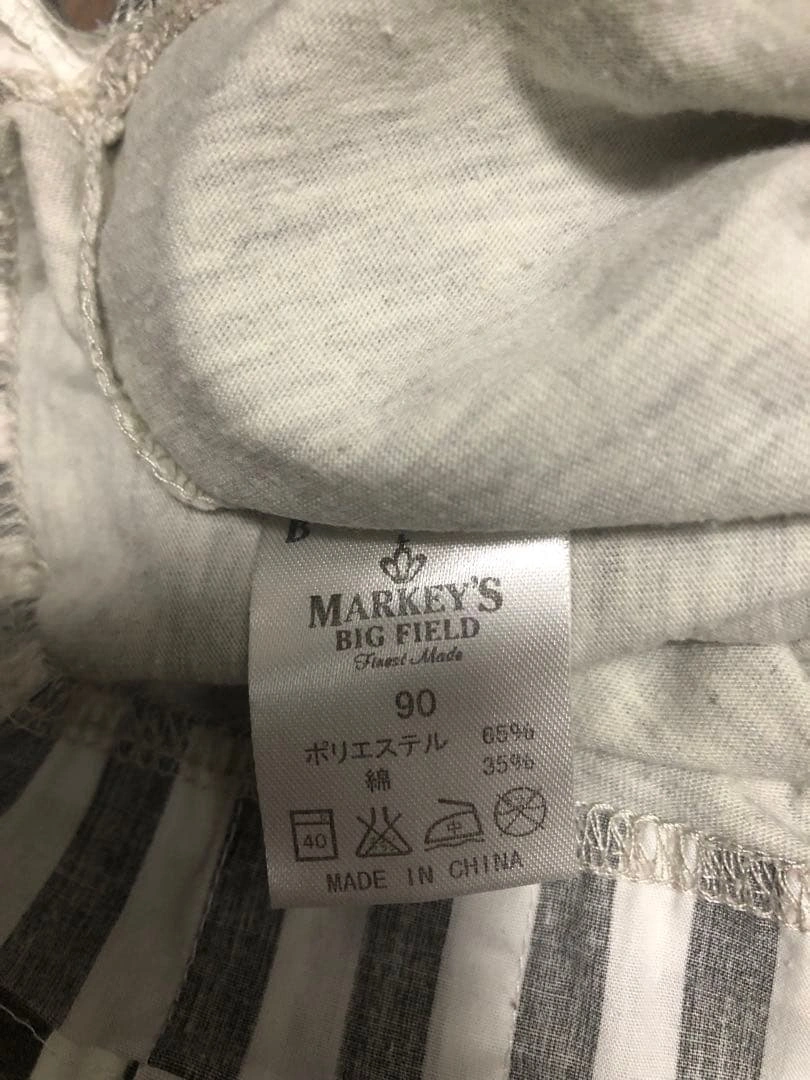 B
MARKEY'S
BIG FIELD
Finest Made
90
ポリエステル 65%
綿 35%
40 中
MADE IN CHINA